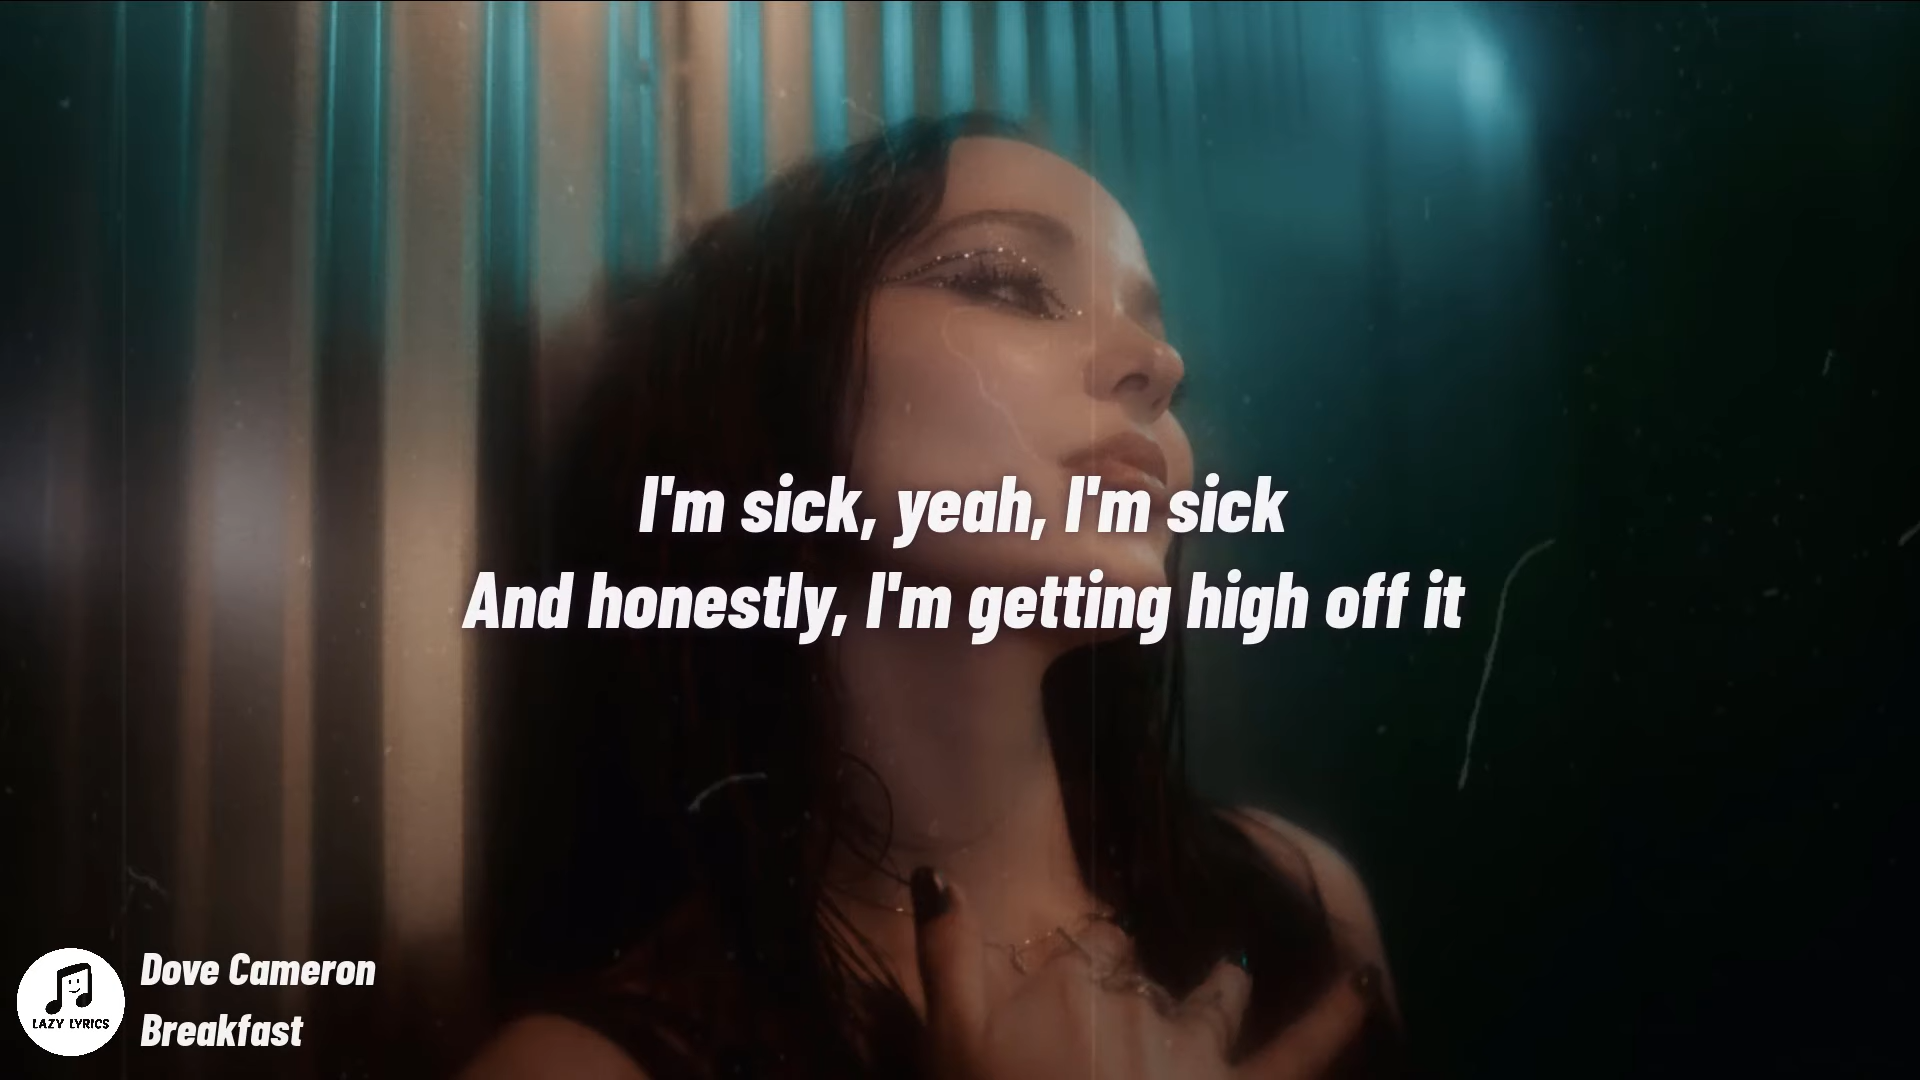 I'm sick, yeah, I'm sick
And honestly, I'm getting high off it
Dove Cameron
Breakfast
LAZY LYRICS